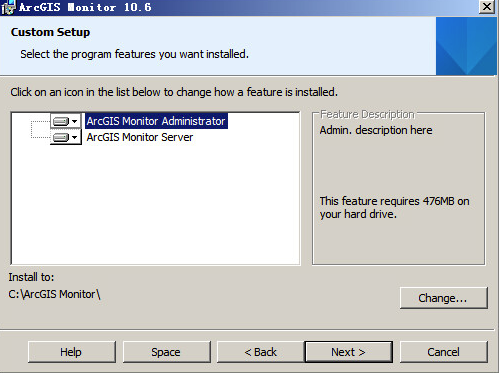 ArcGIS Monitor 10.6
Custom Setup
Select the program features you want installed.
Click on an icon in the list below to change how a feature is installed.
ArcGIS Monitor Administrator
ArcGIS Monitor Server
Feature Description
Admin. description here
This feature requires 476MB on
your hard drive.
Install to:
C:\ArcGIS Monitor\
Change...
Help
Space
< Back
Next >
Cancel